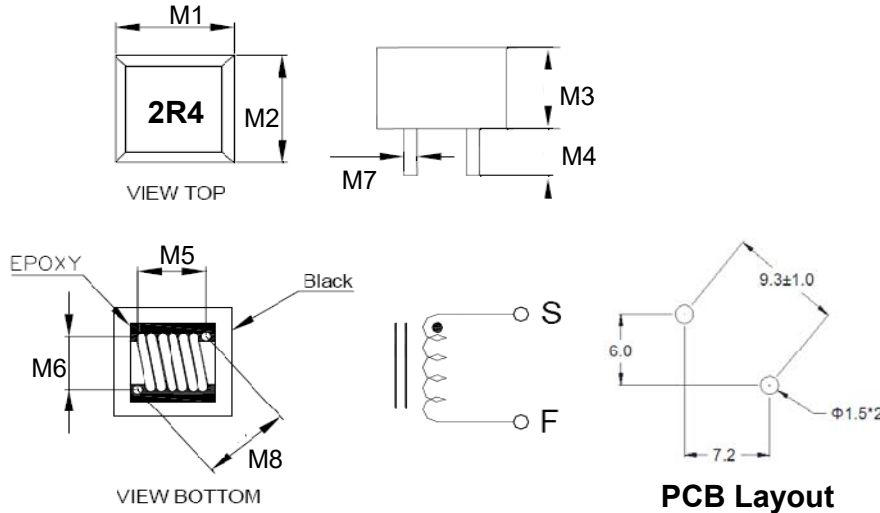 M1
2R4
M2
VIEW TOP
M3
M4
M7
EPOXY
M5
Black
M6
M8
VIEW BOTTOM
S
F
9.3±1.0
6.0
Φ1.5*2
7.2
PCB Layout